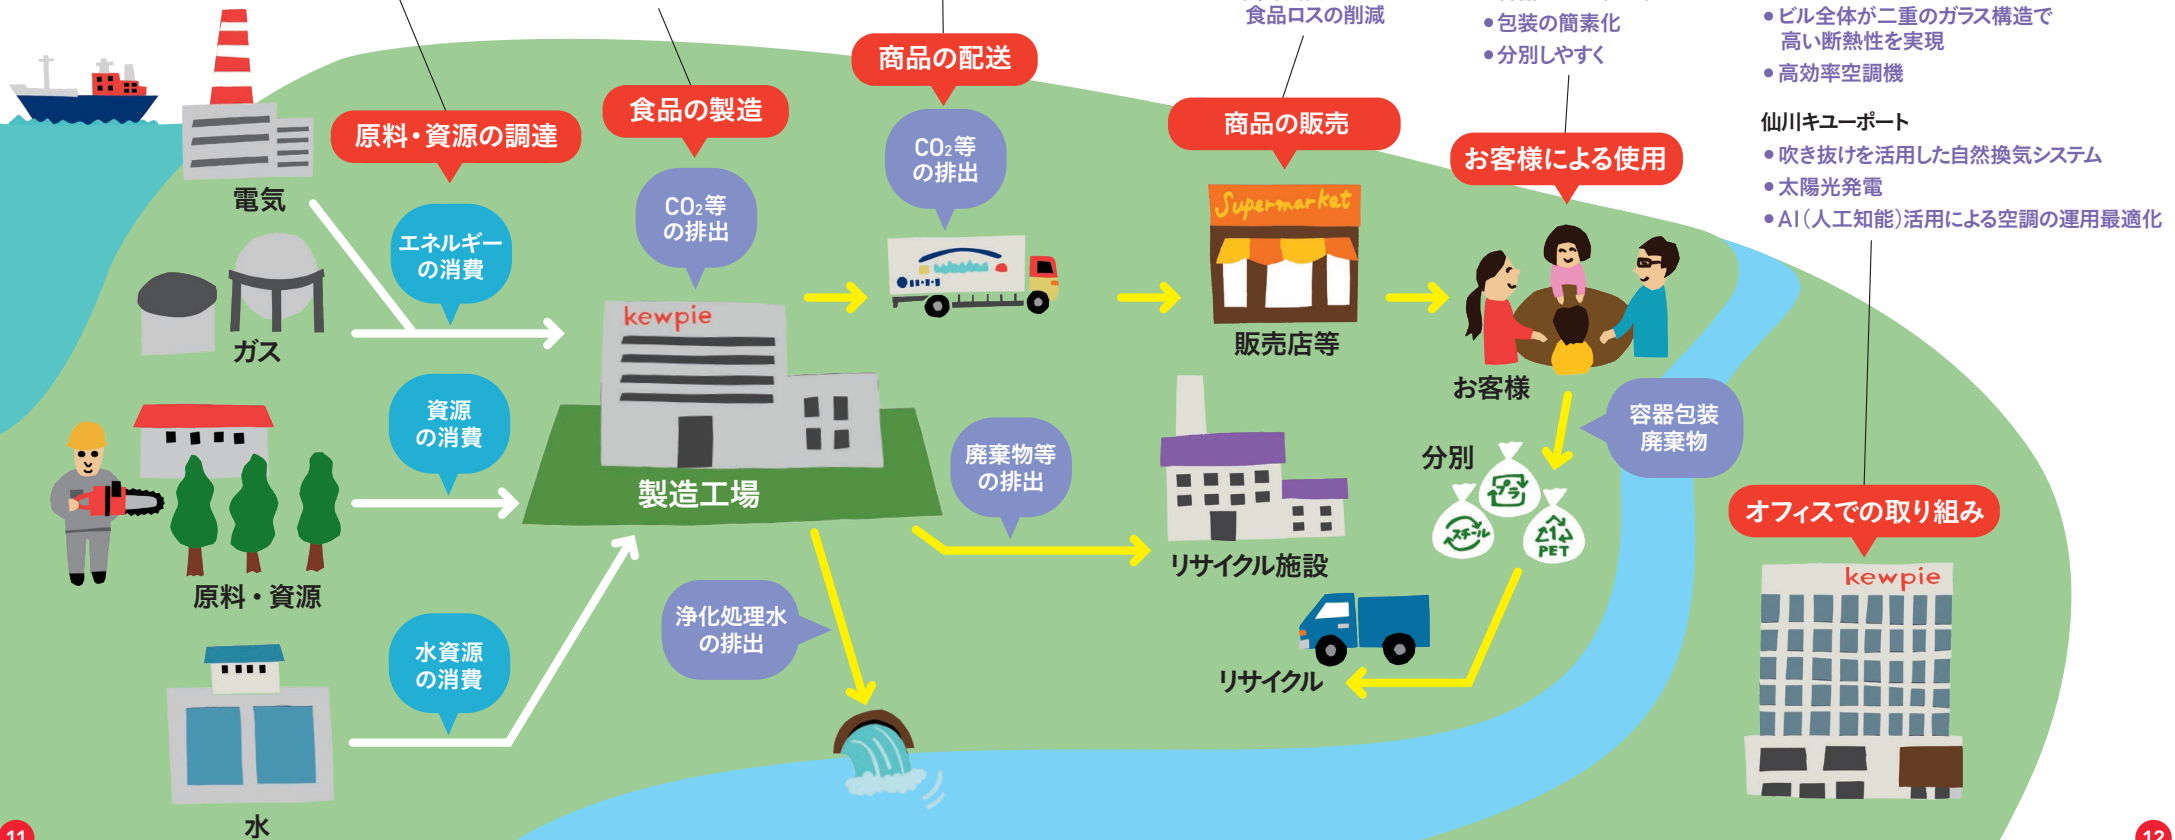 食品ロスの削減
●包装の簡素化
●分別しやすく
●ビル全体が二重のガラス構造で
高い断熱性を実現
●高効率空調機
仙川キユーポート
●吹き抜けを活用した自然換気システム
●太陽光発電
●AI（人工知能）活用による空調の運用最適化
原料・資源の調達
食品の製造
商品の配送
商品の販売
お客様による使用
電気
エネルギー
の消費
CO₂等
の排出
CO₂等
の排出
Supermarket
ガス
kewpie
販売店等
お客様
資源
の消費
製造工場
廃棄物等
の排出
分別
容器包装
廃棄物
プラ
スチール
1
PET
オフィスでの取り組み
原料・資源
リサイクル施設
kewpie
水資源
の消費
浄化処理水
の排出
リサイクル
水
11
12